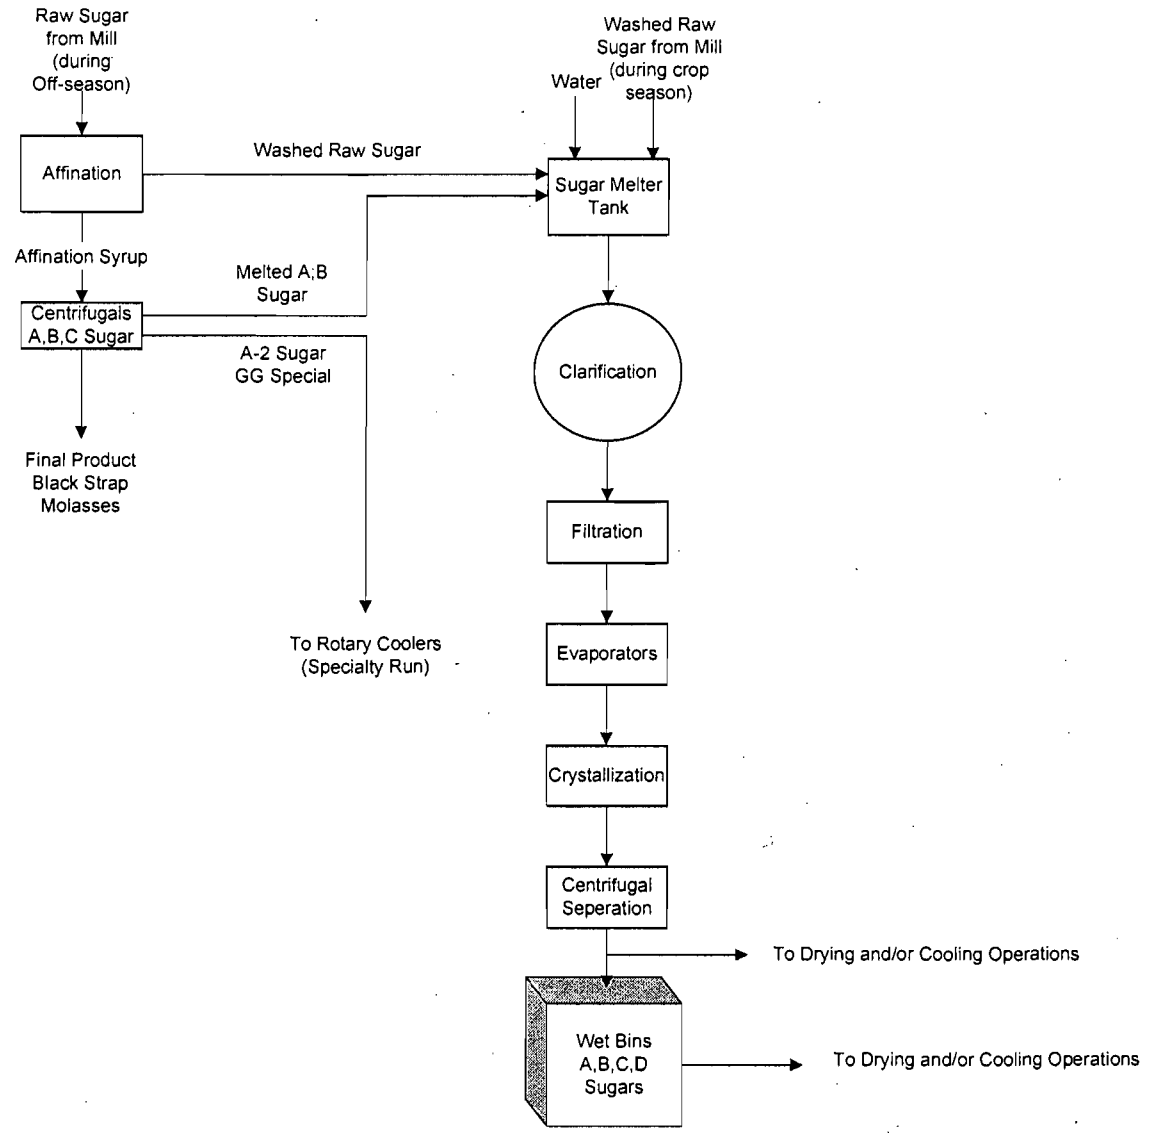 Raw Sugar
from Mill
(during
Off-season)
Washed Raw
Sugar from Mill
(during crop
season)
Water
Affination
Washed Raw Sugar
Sugar Melter
Tank
Affination Syrup
Melted A;B
Sugar
Centrifugals
A,B,C Sugar
A-2 Sugar
GG Special
Clarification
Final Product
Black Strap
Molasses
Filtration
To Rotary Coolers
(Specialty Run)
Evaporators
Crystallization
Centrifugal
Seperation
To Drying and/or Cooling Operations
Wet Bins
A,B,C,D
Sugars
To Drying and/or Cooling Operations